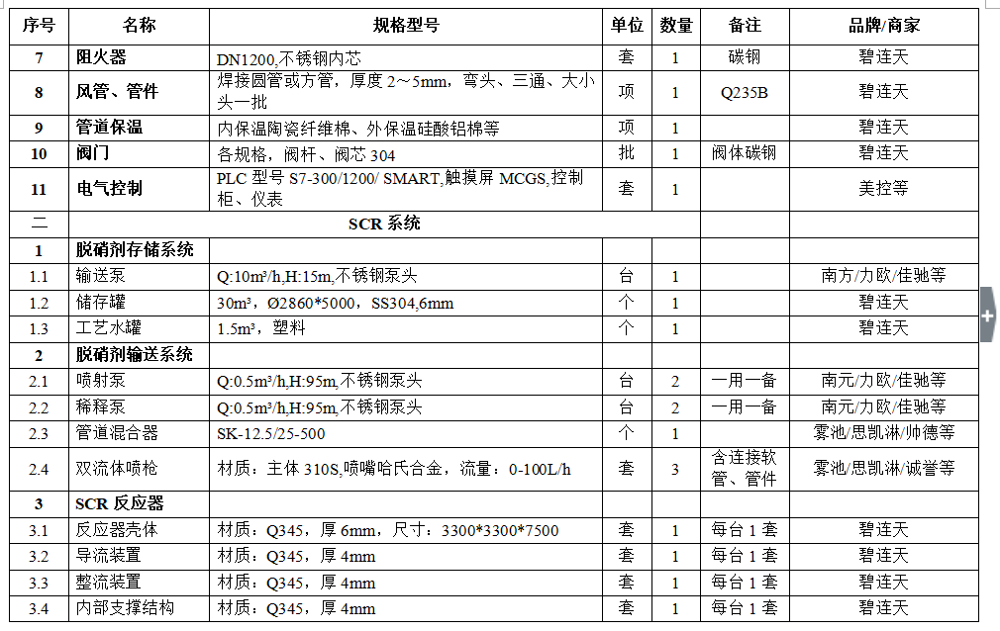 序号 名称 规格型号 单位 数量 备注 品牌/商家
7 阻火器 DN1200,不锈钢内芯 套 1 碳钢 碧连天
8 风管、管件 焊接圆管或方管，厚度 2～5mm，弯头、三通、大小
头一批 项 1 Q235B 碧连天
9 管道保温 内保温陶瓷纤维棉、外保温硅酸铝棉等 项 1 碧连天
10 阀门 各规格，阀杆、阀芯 304 批 1 阀体碳钢 碧连天
11 电气控制 PLC 型号 S7-300/1200/ SMART,触摸屏 MCGS,控制
柜、仪表 套 1 美控等
二 SCR 系统
1 脱硝剂存储系统
1.1 输送泵 Q:10m³/h,H:15m,不锈钢泵头 台 1 南方/力欧/佳驰等
1.2 储存罐 30m³，Ø2860*5000，SS304,6mm 个 1 碧连天
1.3 工艺水罐 1.5m³，塑料 个 1 碧连天
2 脱硝剂输送系统
2.1 喷射泵 Q:0.5m³/h,H:95m,不锈钢泵头 台 2 一用一备 南元/力欧/佳驰等
2.2 稀释泵 Q:0.5m³/h,H:95m,不锈钢泵头 台 2 一用一备 南元/力欧/佳驰等
2.3 管道混合器 SK-12.5/25-500 个 1 雾池/思凯淋/帅德等
2.4 双流体喷枪 材质：主体 310S,喷嘴哈氏合金，流量：0-100L/h 套 3 含连接软
管、管件 雾池/思凯淋/诚誉等
3 SCR 反应器
3.1 反应器壳体 材质：Q345，厚 6mm，尺寸：3300*3300*7500 套 1 每台 1 套 碧连天
3.2 导流装置 材质：Q345，厚 4mm 套 1 每台 1 套 碧连天
3.3 整流装置 材质：Q345，厚 4mm 套 1 每台 1 套 碧连天
3.4 内部支撑结构 材质：Q345，厚 4mm 套 1 每台 1 套 碧连天